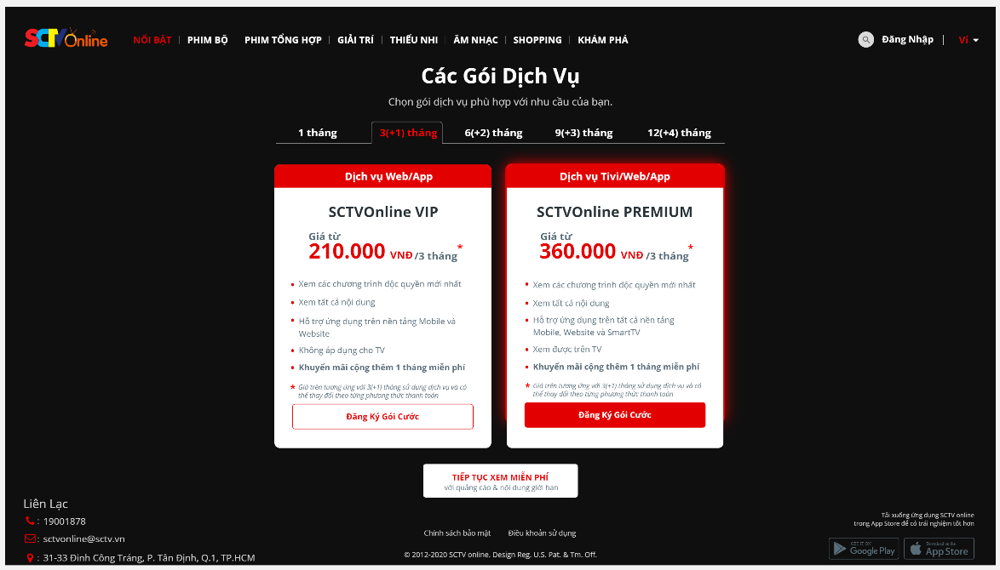 SCTVOnline
NỔI BẬT | PHIM BỘ PHIM TỔNG HỢP | GIẢI TRÍ | THIẾU NHI ÂM NHẠC | SHOPPING | KHÁM PHÁ
Đăng Nhập | Vi
Các Gói Dịch Vụ
Chọn gói dịch vụ phù hợp với nhu cầu của bạn.
1 tháng 3(+1) tháng 6(+2) tháng 9(+3) tháng 12(+4) tháng
Dịch vụ Web/App
SCTVOnline VIP
Giá từ
210.000 VNĐ /3 tháng*
• Xem các chương trình độc quyền mới nhất
• Xem tất cả nội dung
• Hỗ trợ ứng dụng trên nền tảng Mobile và
Website
• Không áp dụng cho TV
• Khuyến mãi cộng thêm 1 tháng miễn phí
* Giá trên tương ứng với 3(+1) tháng sử dụng dịch vụ và có
thể thay đổi theo từng phương thức thanh toán
Đăng Ký Gói Cước
Dịch vụ Tivi/Web/App
SCTVOnline PREMIUM
Giá từ
360.000 VNĐ /3 tháng*
• Xem các chương trình độc quyền mới nhất
• Xem tất cả nội dung
• Hỗ trợ ứng dụng trên tất cả nền tảng
Mobile, Website và SmartTV
• Xem được trên TV
• Khuyến mãi cộng thêm 1 tháng miễn phí
* Giá trên tương ứng với 3(+1) tháng sử dụng dịch vụ và có
thể thay đổi theo từng phương thức thanh toán
Đăng Ký Gói Cước
TIẾP TỤC XEM MIỄN PHÍ
với quảng cáo & nội dung giới hạn
Liên Lạc
: 19001878
: sctvonline@sctv.vn
: 31-33 Đinh Công Tráng, P. Tân Định, Q.1, TP.HCM
Chính sách bảo mật Điều khoản sử dụng
© 2012-2020 SCTV online. Design Reg. U.S. Pat. & Tm. Off.
Tải xuống ứng dụng SCTV online
trong App Store để có trải nghiệm tốt hơn
GET IT ON
Google Play
Download on the
App Store